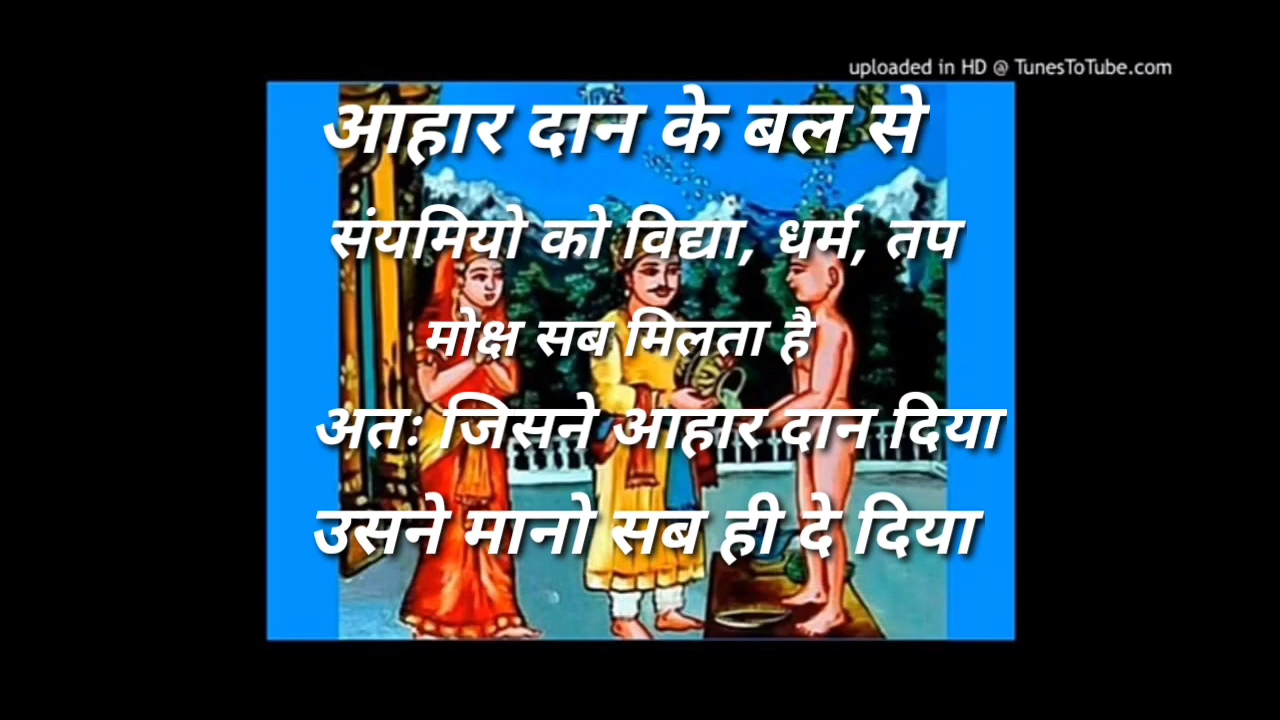 uploaded in HD @ TunesToTube.com
आहार दान के बल से
संयमियो को विद्या, धर्म, तप
मोक्ष सब मिलता है
अतः जिसने आहार दान दिया
उसने मानो सब ही दे दिया